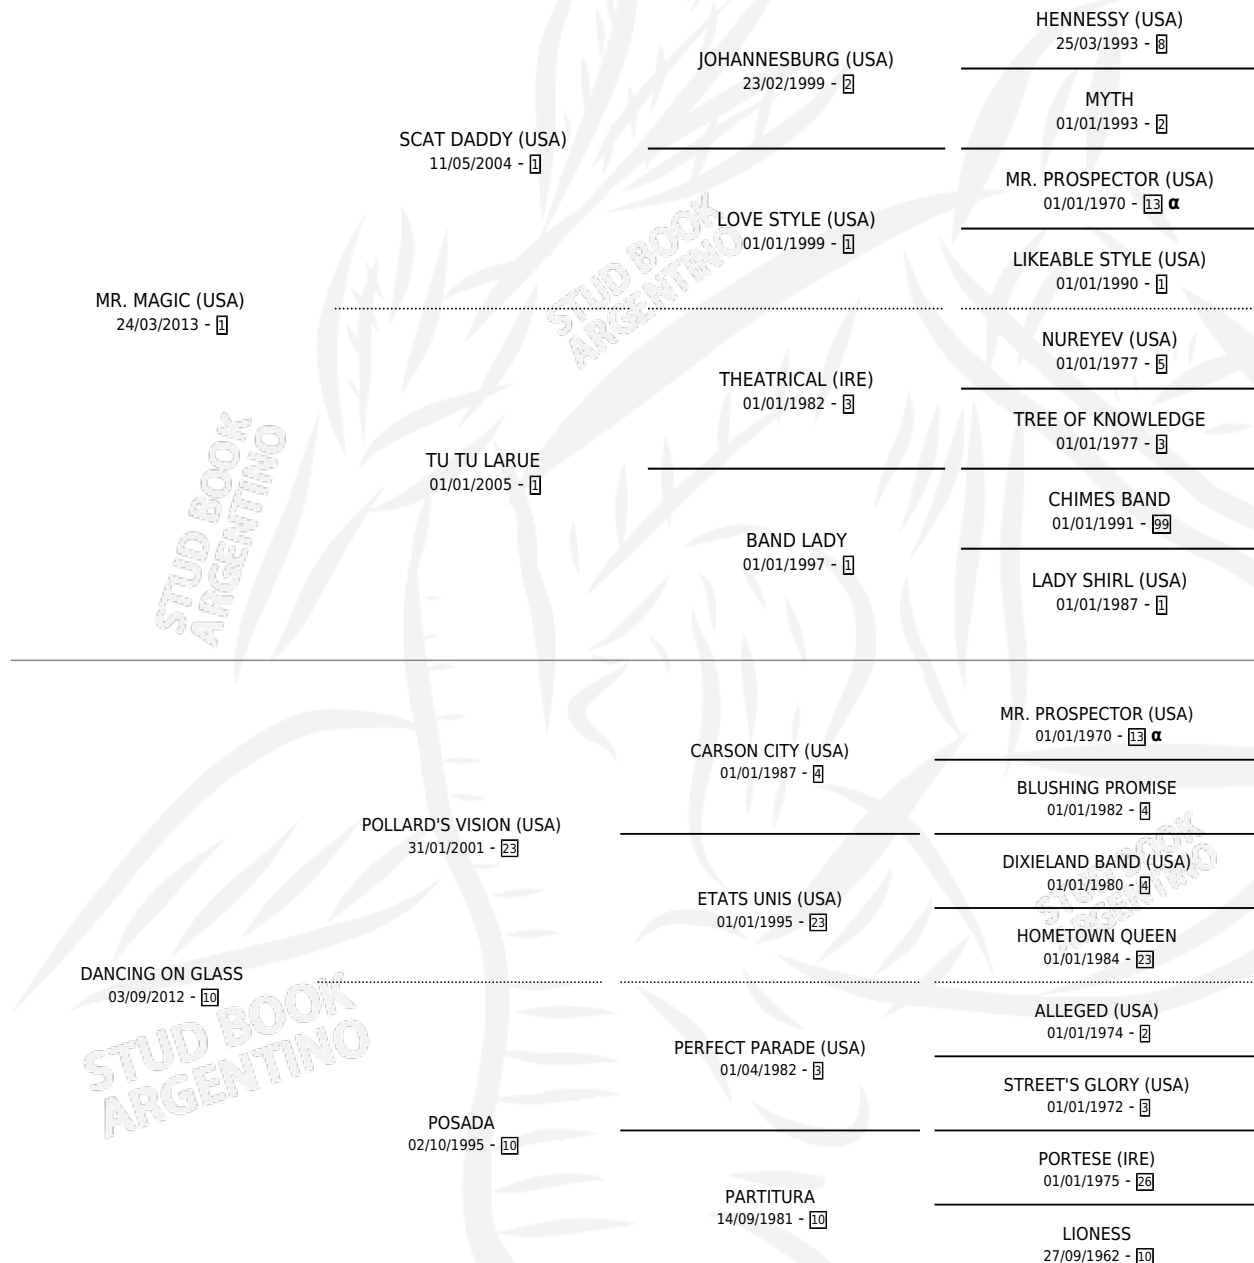 HENNESSY (USA)
25/03/1993 - 8
JOHANNESBURG (USA)
23/02/1999 - 2
MYTH
01/01/1993 - 2
SCAT DADDY (USA)
11/05/2004 - 1
MR. PROSPECTOR (USA)
01/01/1970 - 13 α
LOVE STYLE (USA)
01/01/1999 - 1
LIKEABLE STYLE (USA)
01/01/1990 - 1
MR. MAGIC (USA)
24/03/2013 - 1
NUREYEV (USA)
01/01/1977 - 5
THEATRICAL (IRE)
01/01/1982 - 3
TREE OF KNOWLEDGE
01/01/1977 - 3
TU TU LARUE
01/01/2005 - 1
CHIMES BAND
01/01/1991 - 99
BAND LADY
01/01/1997 - 1
LADY SHIRL (USA)
01/01/1987 - 1
MR. PROSPECTOR (USA)
01/01/1970 - 13 α
CARSON CITY (USA)
01/01/1987 - 4
BLUSHING PROMISE
01/01/1982 - 4
POLLARD'S VISION (USA)
31/01/2001 - 23
DIXIELAND BAND (USA)
01/01/1980 - 4
ETATS UNIS (USA)
01/01/1995 - 23
HOMETOWN QUEEN
01/01/1984 - 23
DANCING ON GLASS
03/09/2012 - 10
ALLEGED (USA)
01/01/1974 - 2
PERFECT PARADE (USA)
01/04/1982 - 3
STREET'S GLORY (USA)
01/01/1972 - 3
POSADA
02/10/1995 - 10
PORTESE (IRE)
01/01/1975 - 26
PARTITURA
14/09/1981 - 10
LIONESS
27/09/1962 - 10
STUD BOOK
ARGENTINO
STUD BOOK
ARGENTINO
STUD BOOK
ARGENTINO
STUD BOOK
ARGENTINO